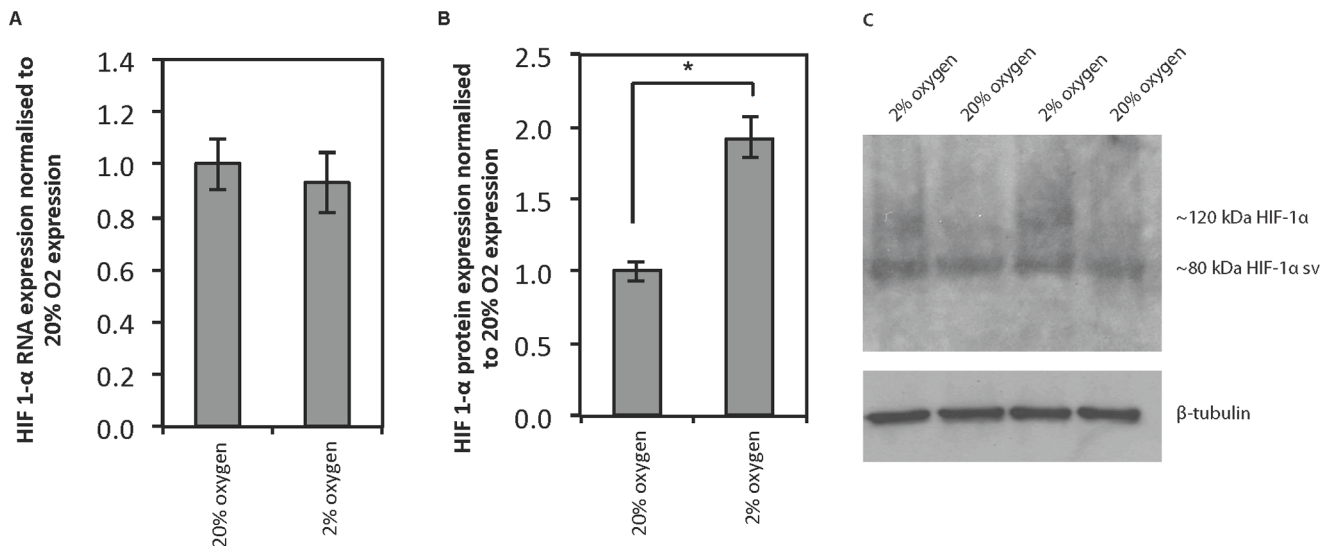 A
HIF 1-α RNA expression normalised to
20% O2 expression
1.4
1.2
1.0
0.8
0.6
0.4
0.2
0.0
20% oxygen
2% oxygen
B
HIF 1-α protein expression normalised
to 20% O2 expression
2.5
2.0
1.5
1.0
0.5
0.0
*
20% oxygen
2% oxygen
C
2% oxygen
20% oxygen
2% oxygen
20% oxygen
~120 kDa HIF-1α
~80 kDa HIF-1α sv
β-tubulin